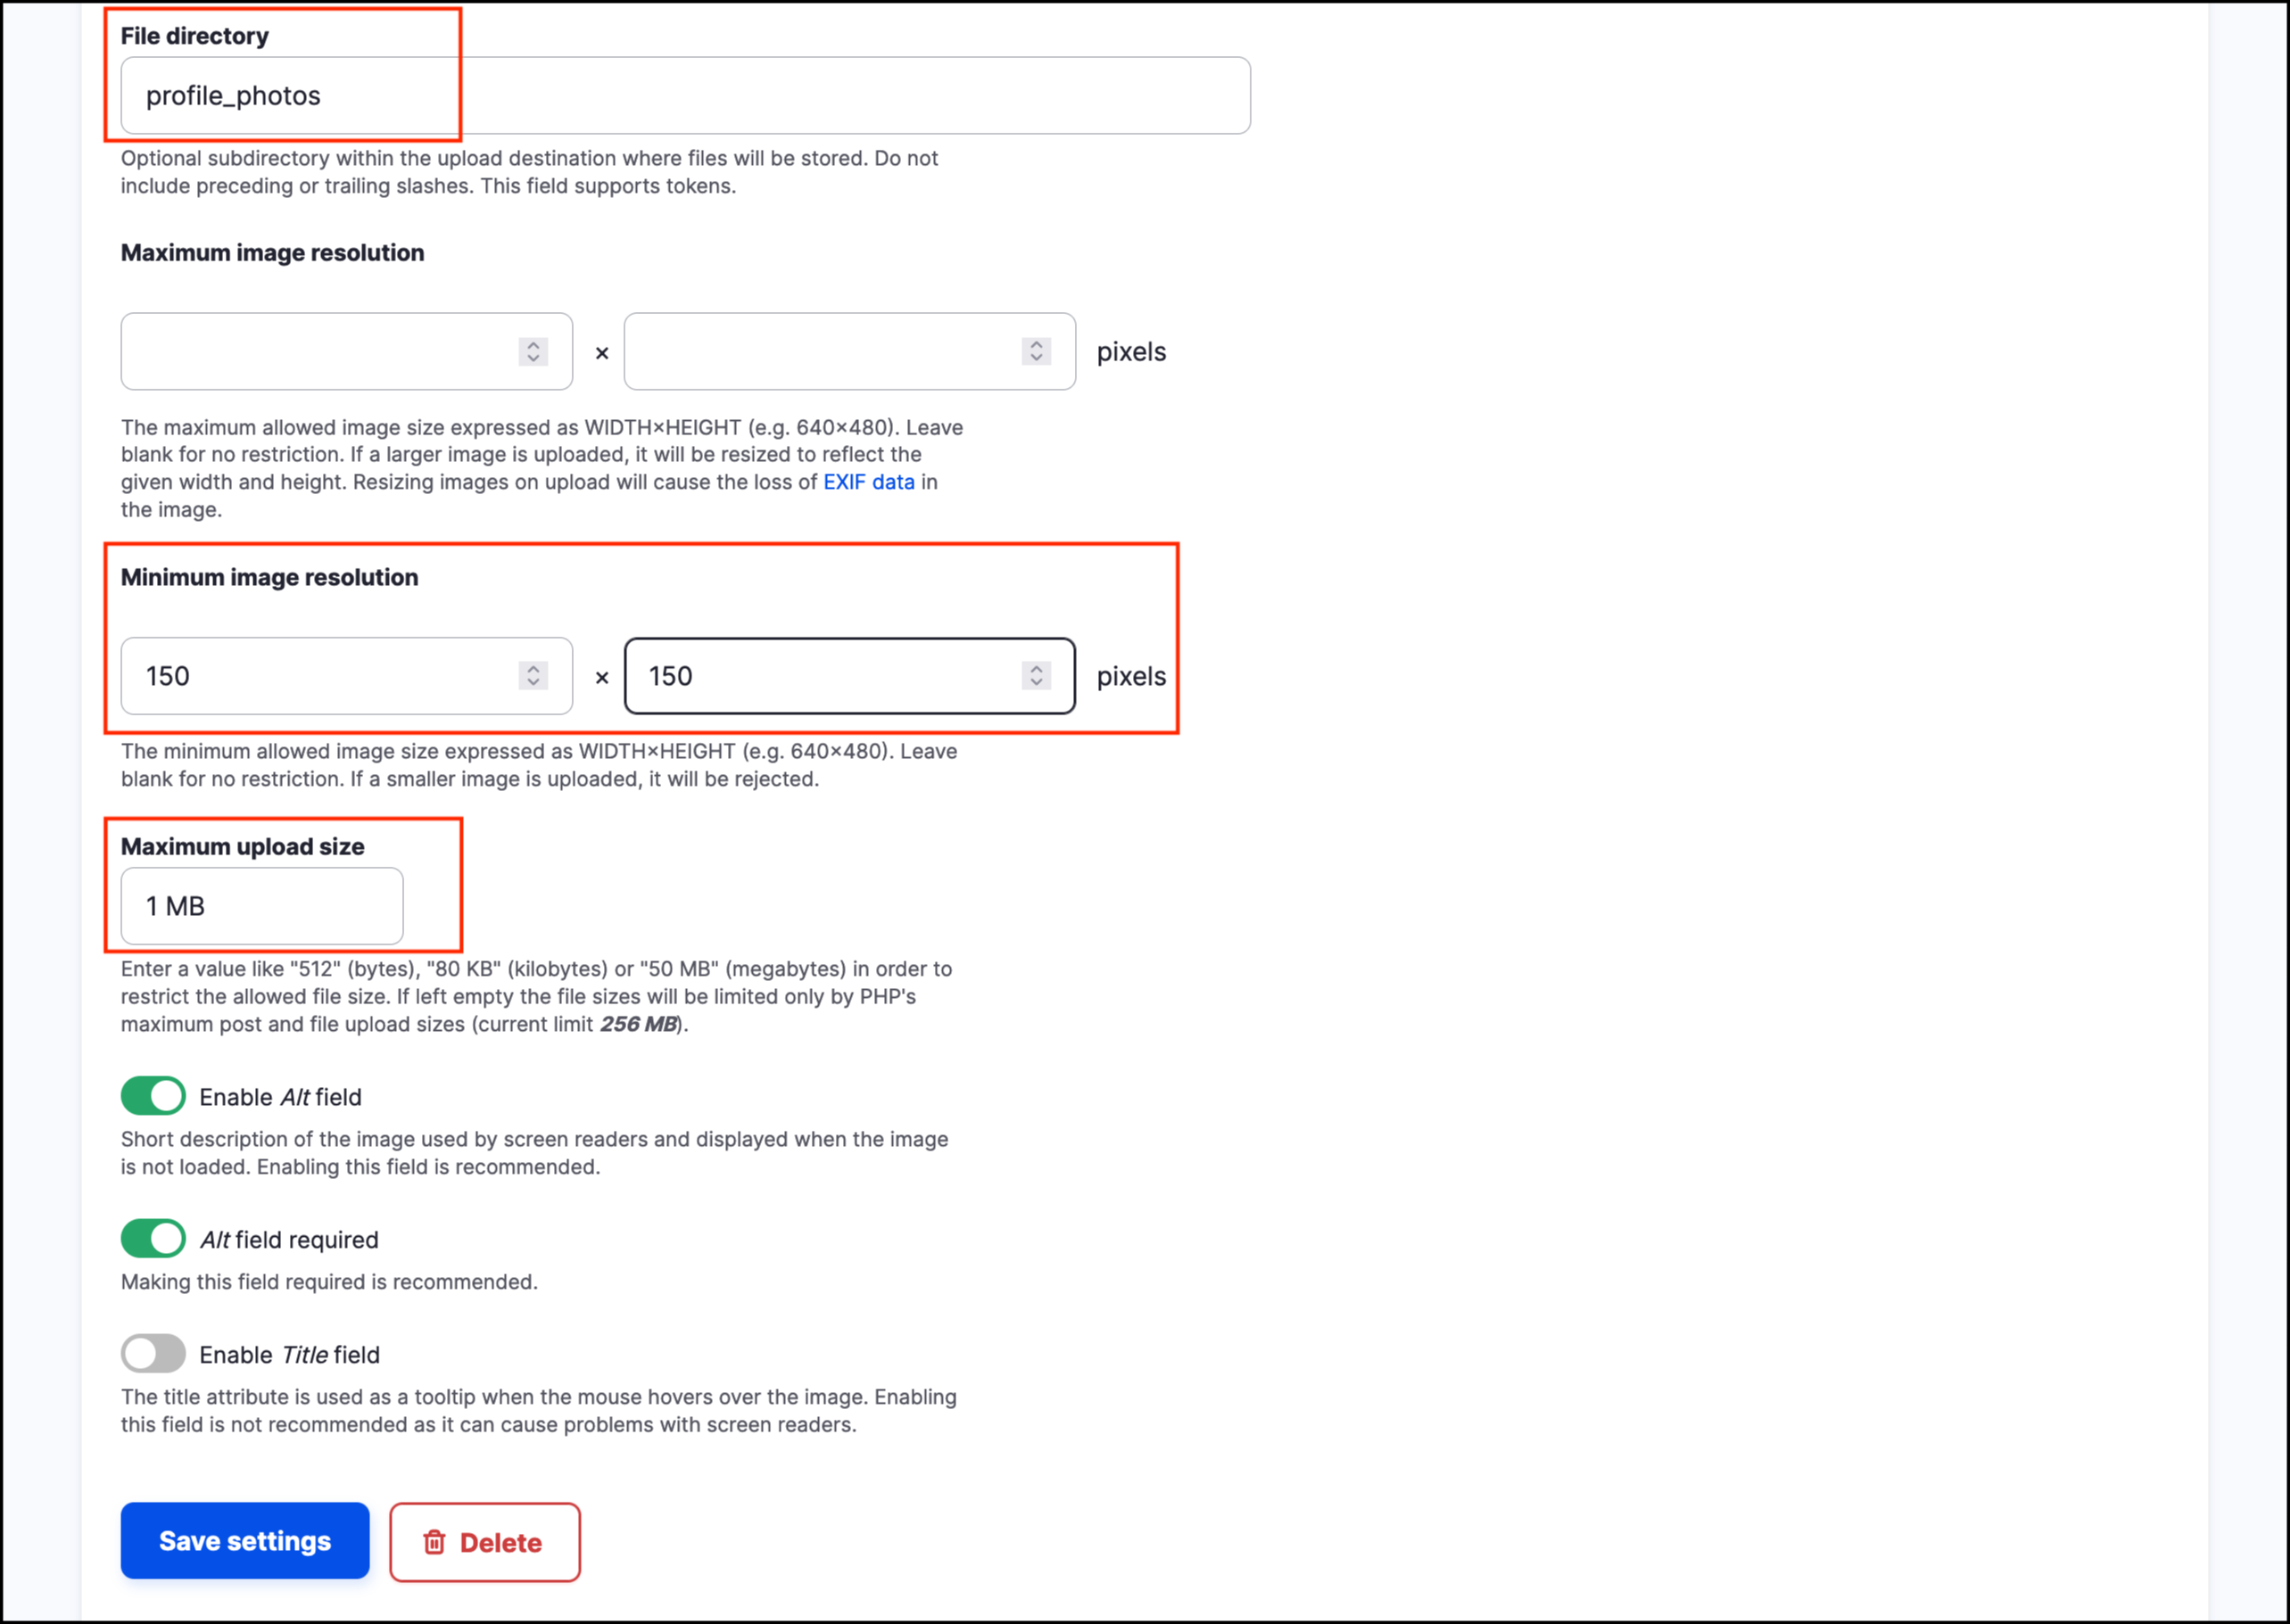 File directory
profile_photos
Optional subdirectory within the upload destination where files will be stored. Do not
include preceding or trailing slashes. This field supports tokens.
Maximum image resolution
× pixels
The maximum allowed image size expressed as WIDTH×HEIGHT (e.g. 640×480). Leave
blank for no restriction. If a larger image is uploaded, it will be resized to reflect the
given width and height. Resizing images on upload will cause the loss of EXIF data in
the image.
Minimum image resolution
150 × 150 pixels
The minimum allowed image size expressed as WIDTH×HEIGHT (e.g. 640×480). Leave
blank for no restriction. If a smaller image is uploaded, it will be rejected.
Maximum upload size
1 MB
Enter a value like "512" (bytes), "80 KB" (kilobytes) or "50 MB" (megabytes) in order to
restrict the allowed file size. If left empty the file sizes will be limited only by PHP's
maximum post and file upload sizes (current limit 256 MB).
Enable Alt field
Short description of the image used by screen readers and displayed when the image
is not loaded. Enabling this field is recommended.
Alt field required
Making this field required is recommended.
Enable Title field
The title attribute is used as a tooltip when the mouse hovers over the image. Enabling
this field is not recommended as it can cause problems with screen readers.
Save settings Delete